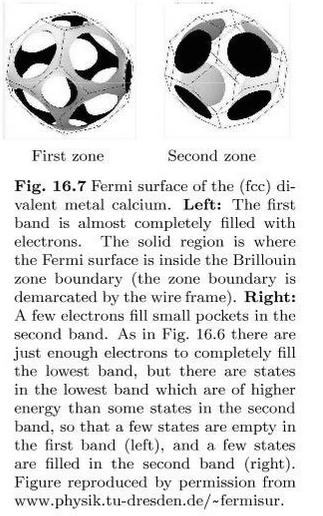 First zone Second zone
Fig. 16.7 Fermi surface of the (fcc) di-
valent metal calcium. Left: The first
band is almost completely filled with
electrons. The solid region is where
the Fermi surface is inside the Brillouin
zone boundary (the zone boundary is
demarcated by the wire frame). Right:
A few electrons fill small pockets in the
second band. As in Fig. 16.6 there are
just enough electrons to completely fill
the lowest band, but there are states
in the lowest band which are of higher
energy than some states in the second
band, so that a few states are empty in
the first band (left), and a few states
are filled in the second band (right).
Figure reproduced by permission from
www.physik.tu-dresden.de/~fermisur.